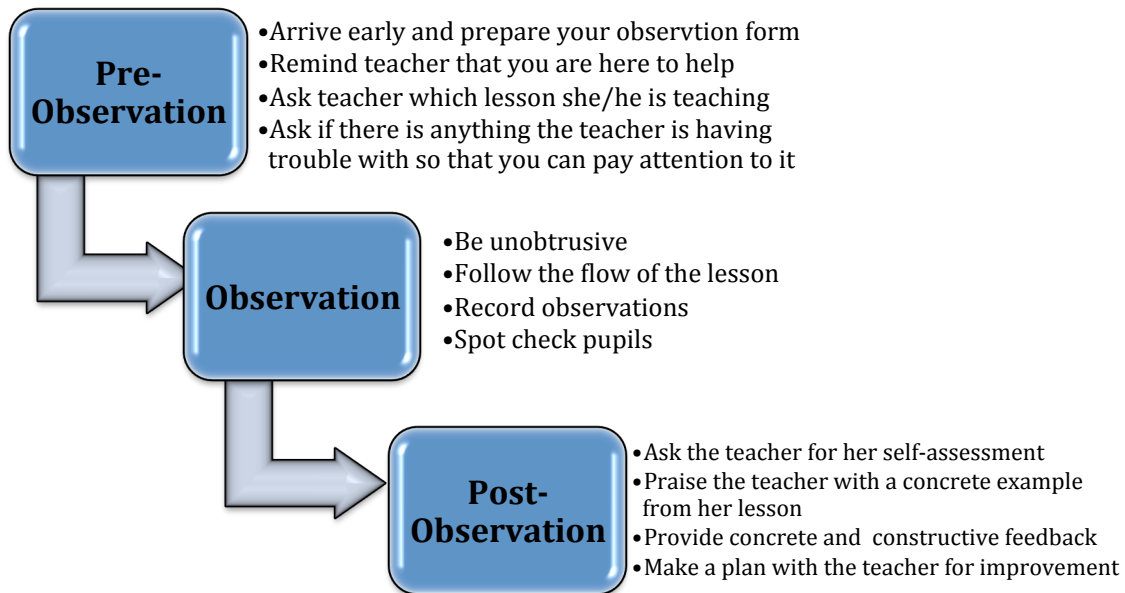 Pre-
Observation
•Arrive early and prepare your observtion form
•Remind teacher that you are here to help
•Ask teacher which lesson she/he is teaching
•Ask if there is anything the teacher is having
trouble with so that you can pay attention to it
Observation
•Be unobtrusive
•Follow the flow of the lesson
•Record observations
•Spot check pupils
Post-
Observation
•Ask the teacher for her self-assessment
•Praise the teacher with a concrete example
from her lesson
•Provide concrete and constructive feedback
•Make a plan with the teacher for improvement